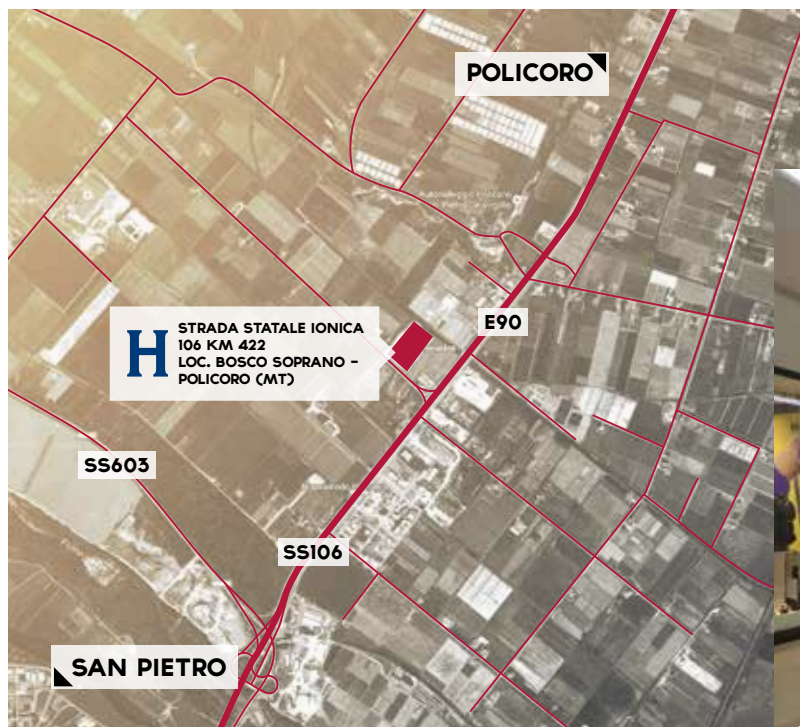 POLICORO
E90
H
STRADA STATALE IONICA
106 KM 422
LOC. BOSCO SOPRANO -
POLICORO (MT)
SS603
SS106
SAN PIETRO